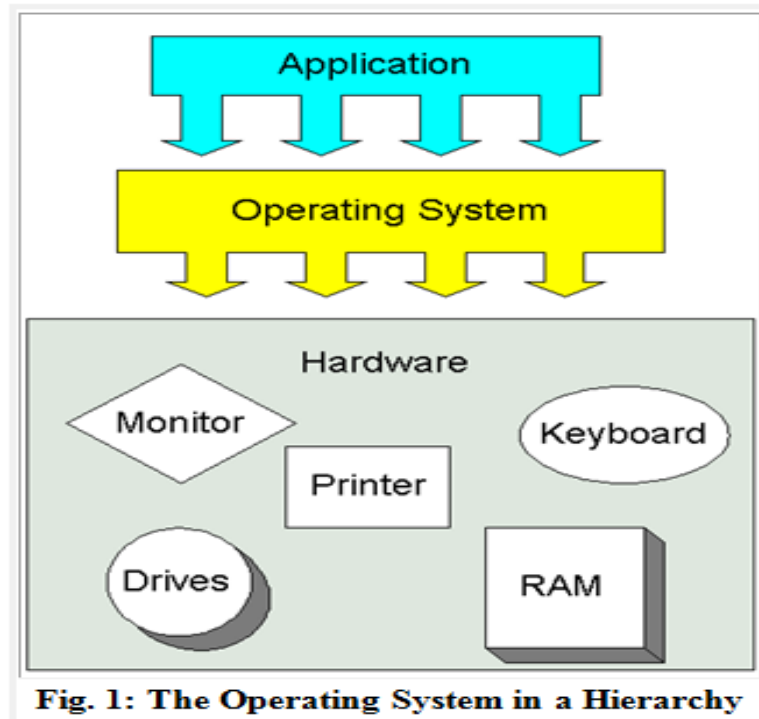 Application
Operating System
Hardware
Monitor
Keyboard
Printer
Drives
RAM
Fig. 1: The Operating System in a Hierarchy